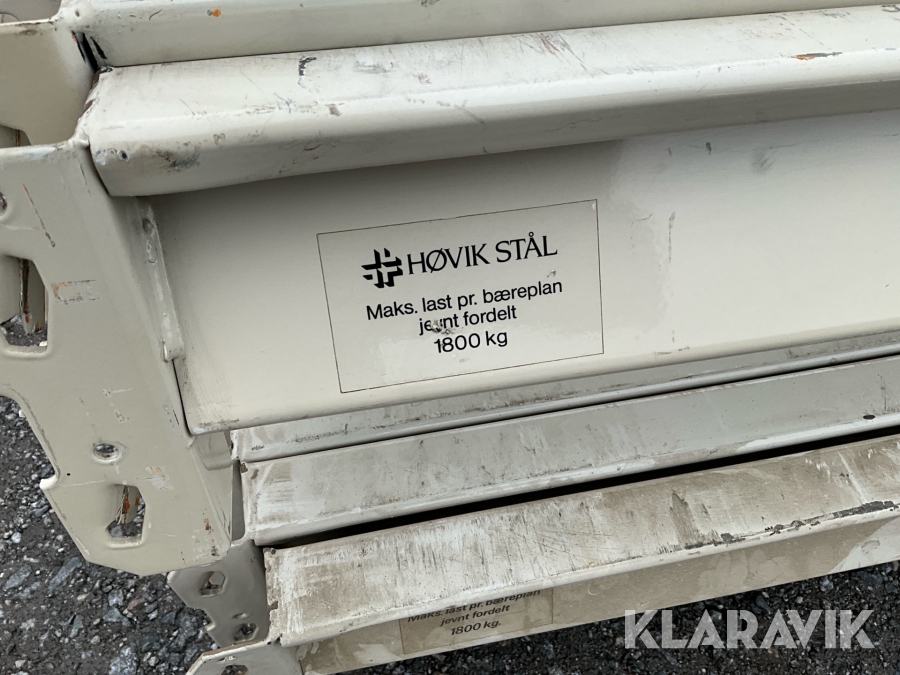 HØVIK STÅL
Maks. last pr. bæreplan
jevnt fordelt
1800 kg
Maks. last pr. bæreplan
jevnt fordelt
1800 kg.
KLARAVIK